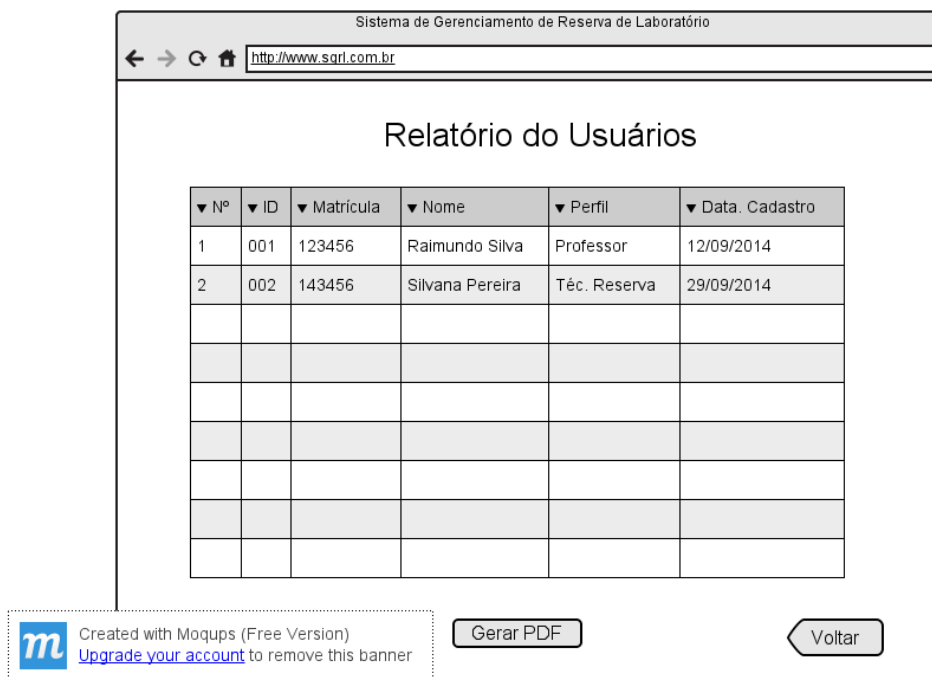 Sistema de Gerenciamento de Reserva de Laboratório
http://www.sgrl.com.br
Relatório do Usuários
▼ Nº ▼ ID ▼ Matrícula ▼ Nome ▼ Perfil ▼ Data. Cadastro
1 001 123456 Raimundo Silva Professor 12/09/2014
2 002 143456 Silvana Pereira Téc. Reserva 29/09/2014
Gerar PDF
Voltar
m Created with Moqups (Free Version)
Upgrade your account to remove this banner